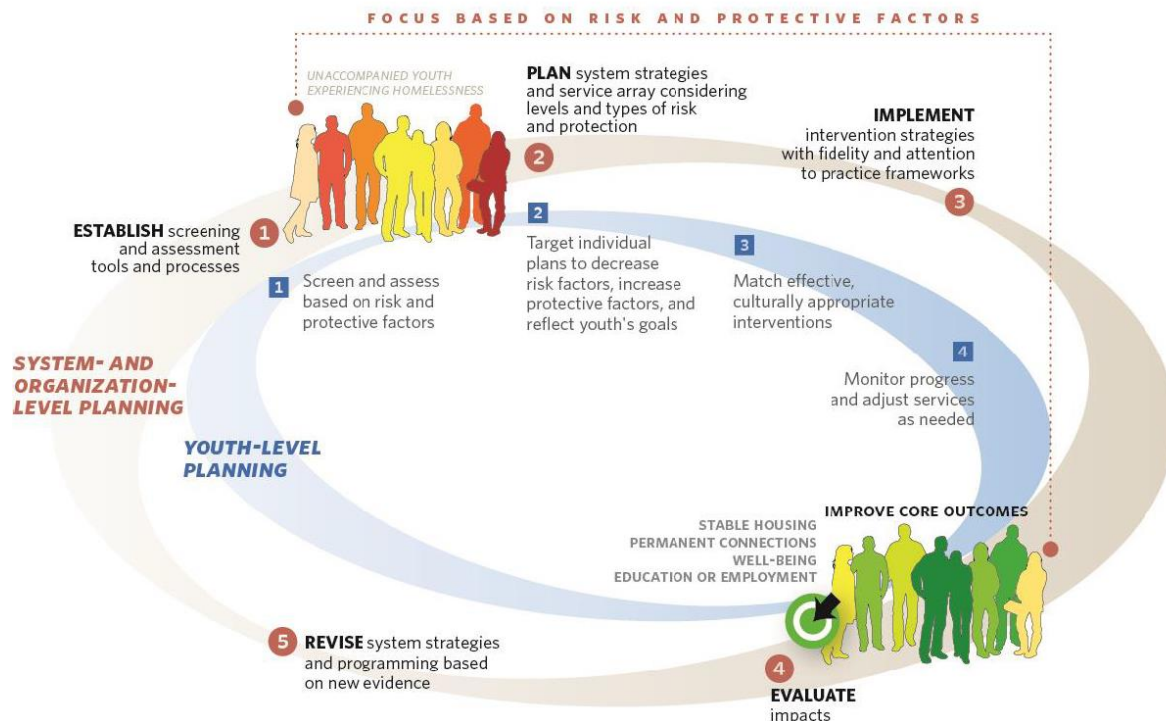 FOCUS BASED ON RISK AND PROTECTIVE FACTORS
UNACCOMPANIED YOUTH
EXPERIENCING HOMELESSNESS
PLAN system strategies
and service array considering
levels and types of risk
and protection
2
IMPLEMENT
intervention strategies
with fidelity and attention
to practice frameworks
3
ESTABLISH screening
and assessment
tools and processes
1
1
Screen and assess
based on risk and
protective factors
2
Target individual
plans to decrease
risk factors, increase
protective factors, and
reflect youth's goals
3
Match effective,
culturally appropriate
interventions
4
Monitor progress
and adjust services
as needed
SYSTEM- AND
ORGANIZATION-
LEVEL PLANNING
YOUTH-LEVEL
PLANNING
IMPROVE CORE OUTCOMES
STABLE HOUSING
PERMANENT CONNECTIONS
WELL-BEING
EDUCATION OR EMPLOYMENT
5
REVISE system strategies
and programming based
on new evidence
4
EVALUATE
impacts